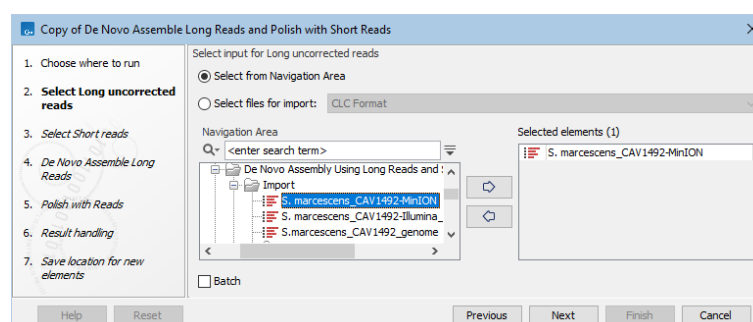 Copy of De Novo Assemble Long Reads and Polish with Short Reads
1. Choose where to run
2. Select Long uncorrected
reads
3. Select Short reads
4. De Novo Assemble Long
Reads
5. Polish with Reads
6. Result handling
7. Save location for new
elements
Select input for Long uncorrected reads
Select from Navigation Area
Select files for import: CLC Format
Navigation Area
<enter search term>
De Novo Assembly Using Long Reads and
Import
S. marcescens_CAV1492-MinION
S. marcescens_CAV1492-Illumina_
S.marcescens_CAV1492_genome
Selected elements (1)
S. marcescens_CAV1492-MinION
Batch
Help Reset Previous Next Finish Cancel